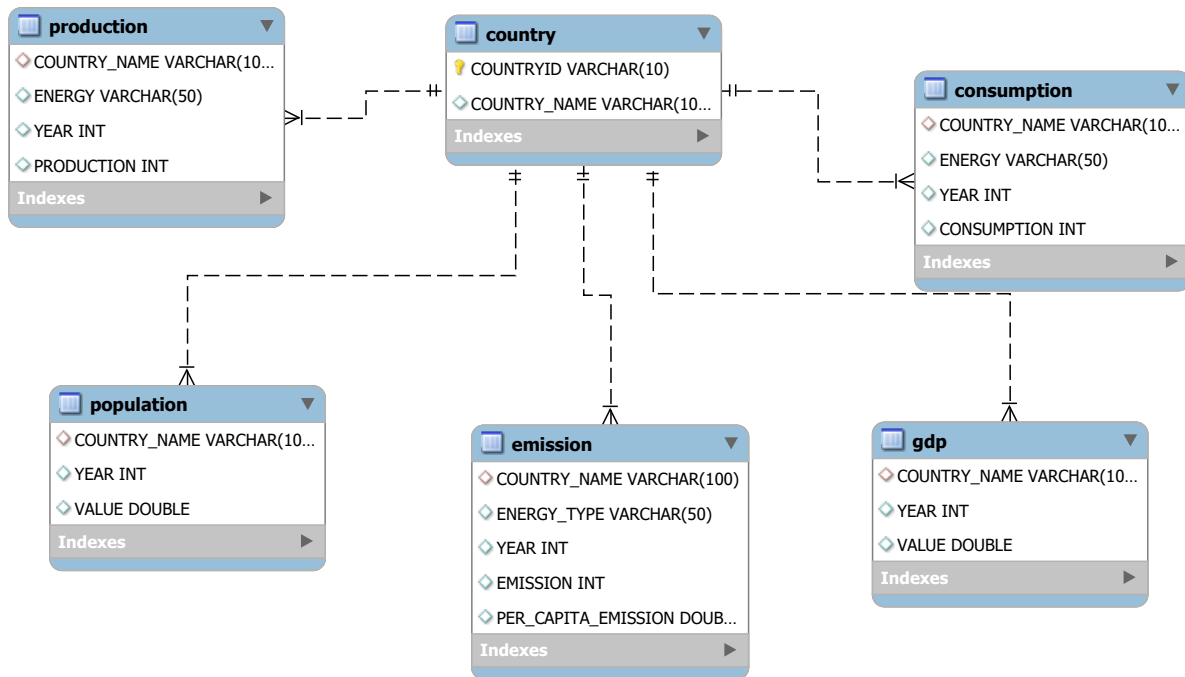 production
COUNTRY_NAME VARCHAR(10...
ENERGY VARCHAR(50)
YEAR INT
PRODUCTION INT
Indexes
country
COUNTRYID VARCHAR(10)
COUNTRY_NAME VARCHAR(10...
Indexes
consumption
COUNTRY_NAME VARCHAR(10...
ENERGY VARCHAR(50)
YEAR INT
CONSUMPTION INT
Indexes
population
COUNTRY_NAME VARCHAR(10...
YEAR INT
VALUE DOUBLE
Indexes
emission
COUNTRY_NAME VARCHAR(100)
ENERGY_TYPE VARCHAR(50)
YEAR INT
EMISSION INT
PER_CAPITA_EMISSION DOUB...
Indexes
gdp
COUNTRY_NAME VARCHAR(10...
YEAR INT
VALUE DOUBLE
Indexes